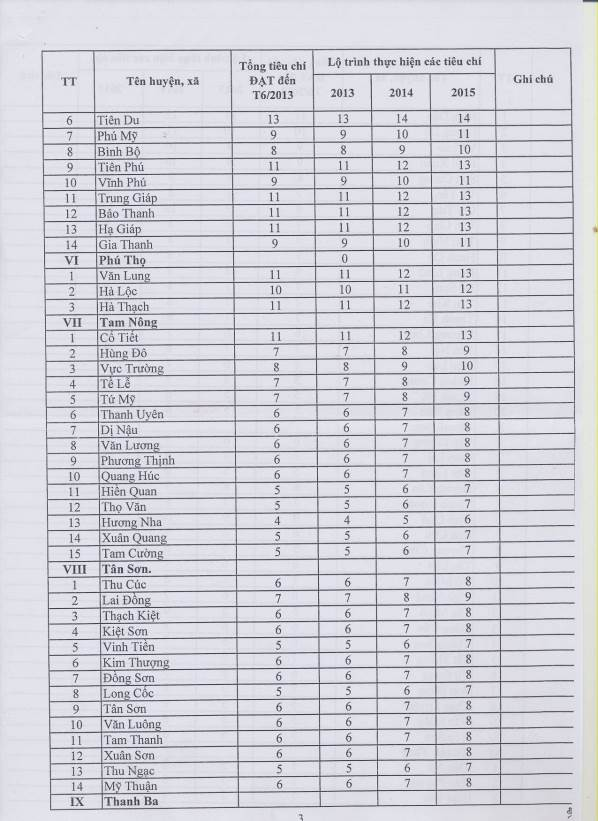 TT Tên huyện, xã Tổng tiêu chí ĐẠT đến T6/2013 Lộ trình thực hiện các tiêu chí Ghi chú
2013 2014 2015
6 Tiên Du 13 13 14 14
7 Phú Mỹ 9 9 10 11
8 Bình Bộ 8 8 9 10
9 Tiên Phú 11 11 12 13
10 Vĩnh Phú 9 9 10 11
11 Trung Giáp 11 11 12 13
12 Bảo Thanh 11 11 12 13
13 Hạ Giáp 11 11 12 13
14 Gia Thanh 9 9 10 11
VI Phú Thọ 0
1 Văn Lung 11 11 12 13
2 Hà Lộc 10 10 11 12
3 Hà Thạch 11 11 12 13
VII Tam Nông
1 Cổ Tiết 11 11 12 13
2 Hùng Đô 7 7 8 9
3 Vực Trường 8 8 9 10
4 Tề Lễ 7 7 8 9
5 Tứ Mỹ 7 7 8 9
6 Thanh Uyên 6 6 7 8
7 Dị Nậu 6 6 7 8
8 Văn Lương 6 6 7 8
9 Phương Thịnh 6 6 7 8
10 Quang Húc 6 6 7 8
11 Hiền Quan 5 5 6 7
12 Thọ Văn 5 5 6 7
13 Hương Nha 4 4 5 6
14 Xuân Quang 5 5 6 7
15 Tam Cường 5 5 6 7
VIII Tân Sơn.
1 Thu Cúc 6 6 7 8
2 Lai Đồng 7 7 8 9
3 Thạch Kiệt 6 6 7 8
4 Kiệt Sơn 6 6 7 8
5 Vinh Tiền 5 5 6 7
6 Kim Thượng 6 6 7 8
7 Đồng Sơn 6 6 7 8
8 Long Cốc 5 5 6 7
9 Tân Sơn 6 6 7 8
10 Văn Luông 6 6 7 8
11 Tam Thanh 6 6 7 8
12 Xuân Sơn 6 6 7 8
13 Thu Ngạc 5 5 6 7
14 Mỹ Thuận 6 6 7 8
IX Thanh Ba
3